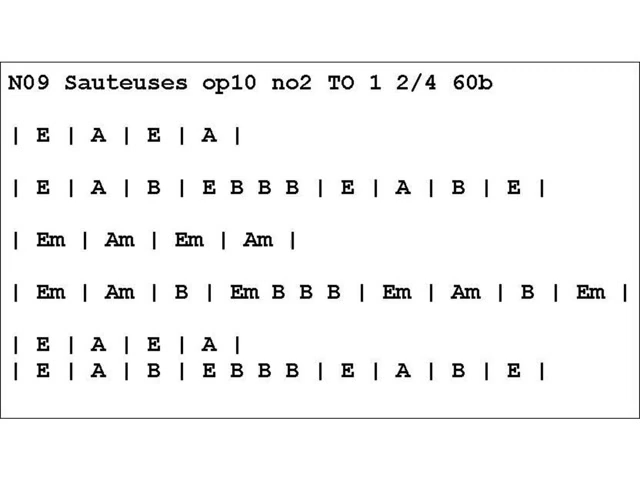 N09 Sauteuses op10 no2 TO 1 2/4 60b
| E | A | E | A |
| E | A | B | E B B B | E | A | B | E |
| Em | Am | Em | Am |
| Em | Am | B | Em B B B | Em | Am | B | Em |
| E | A | E | A |
| E | A | B | E B B B | E | A | B | E |